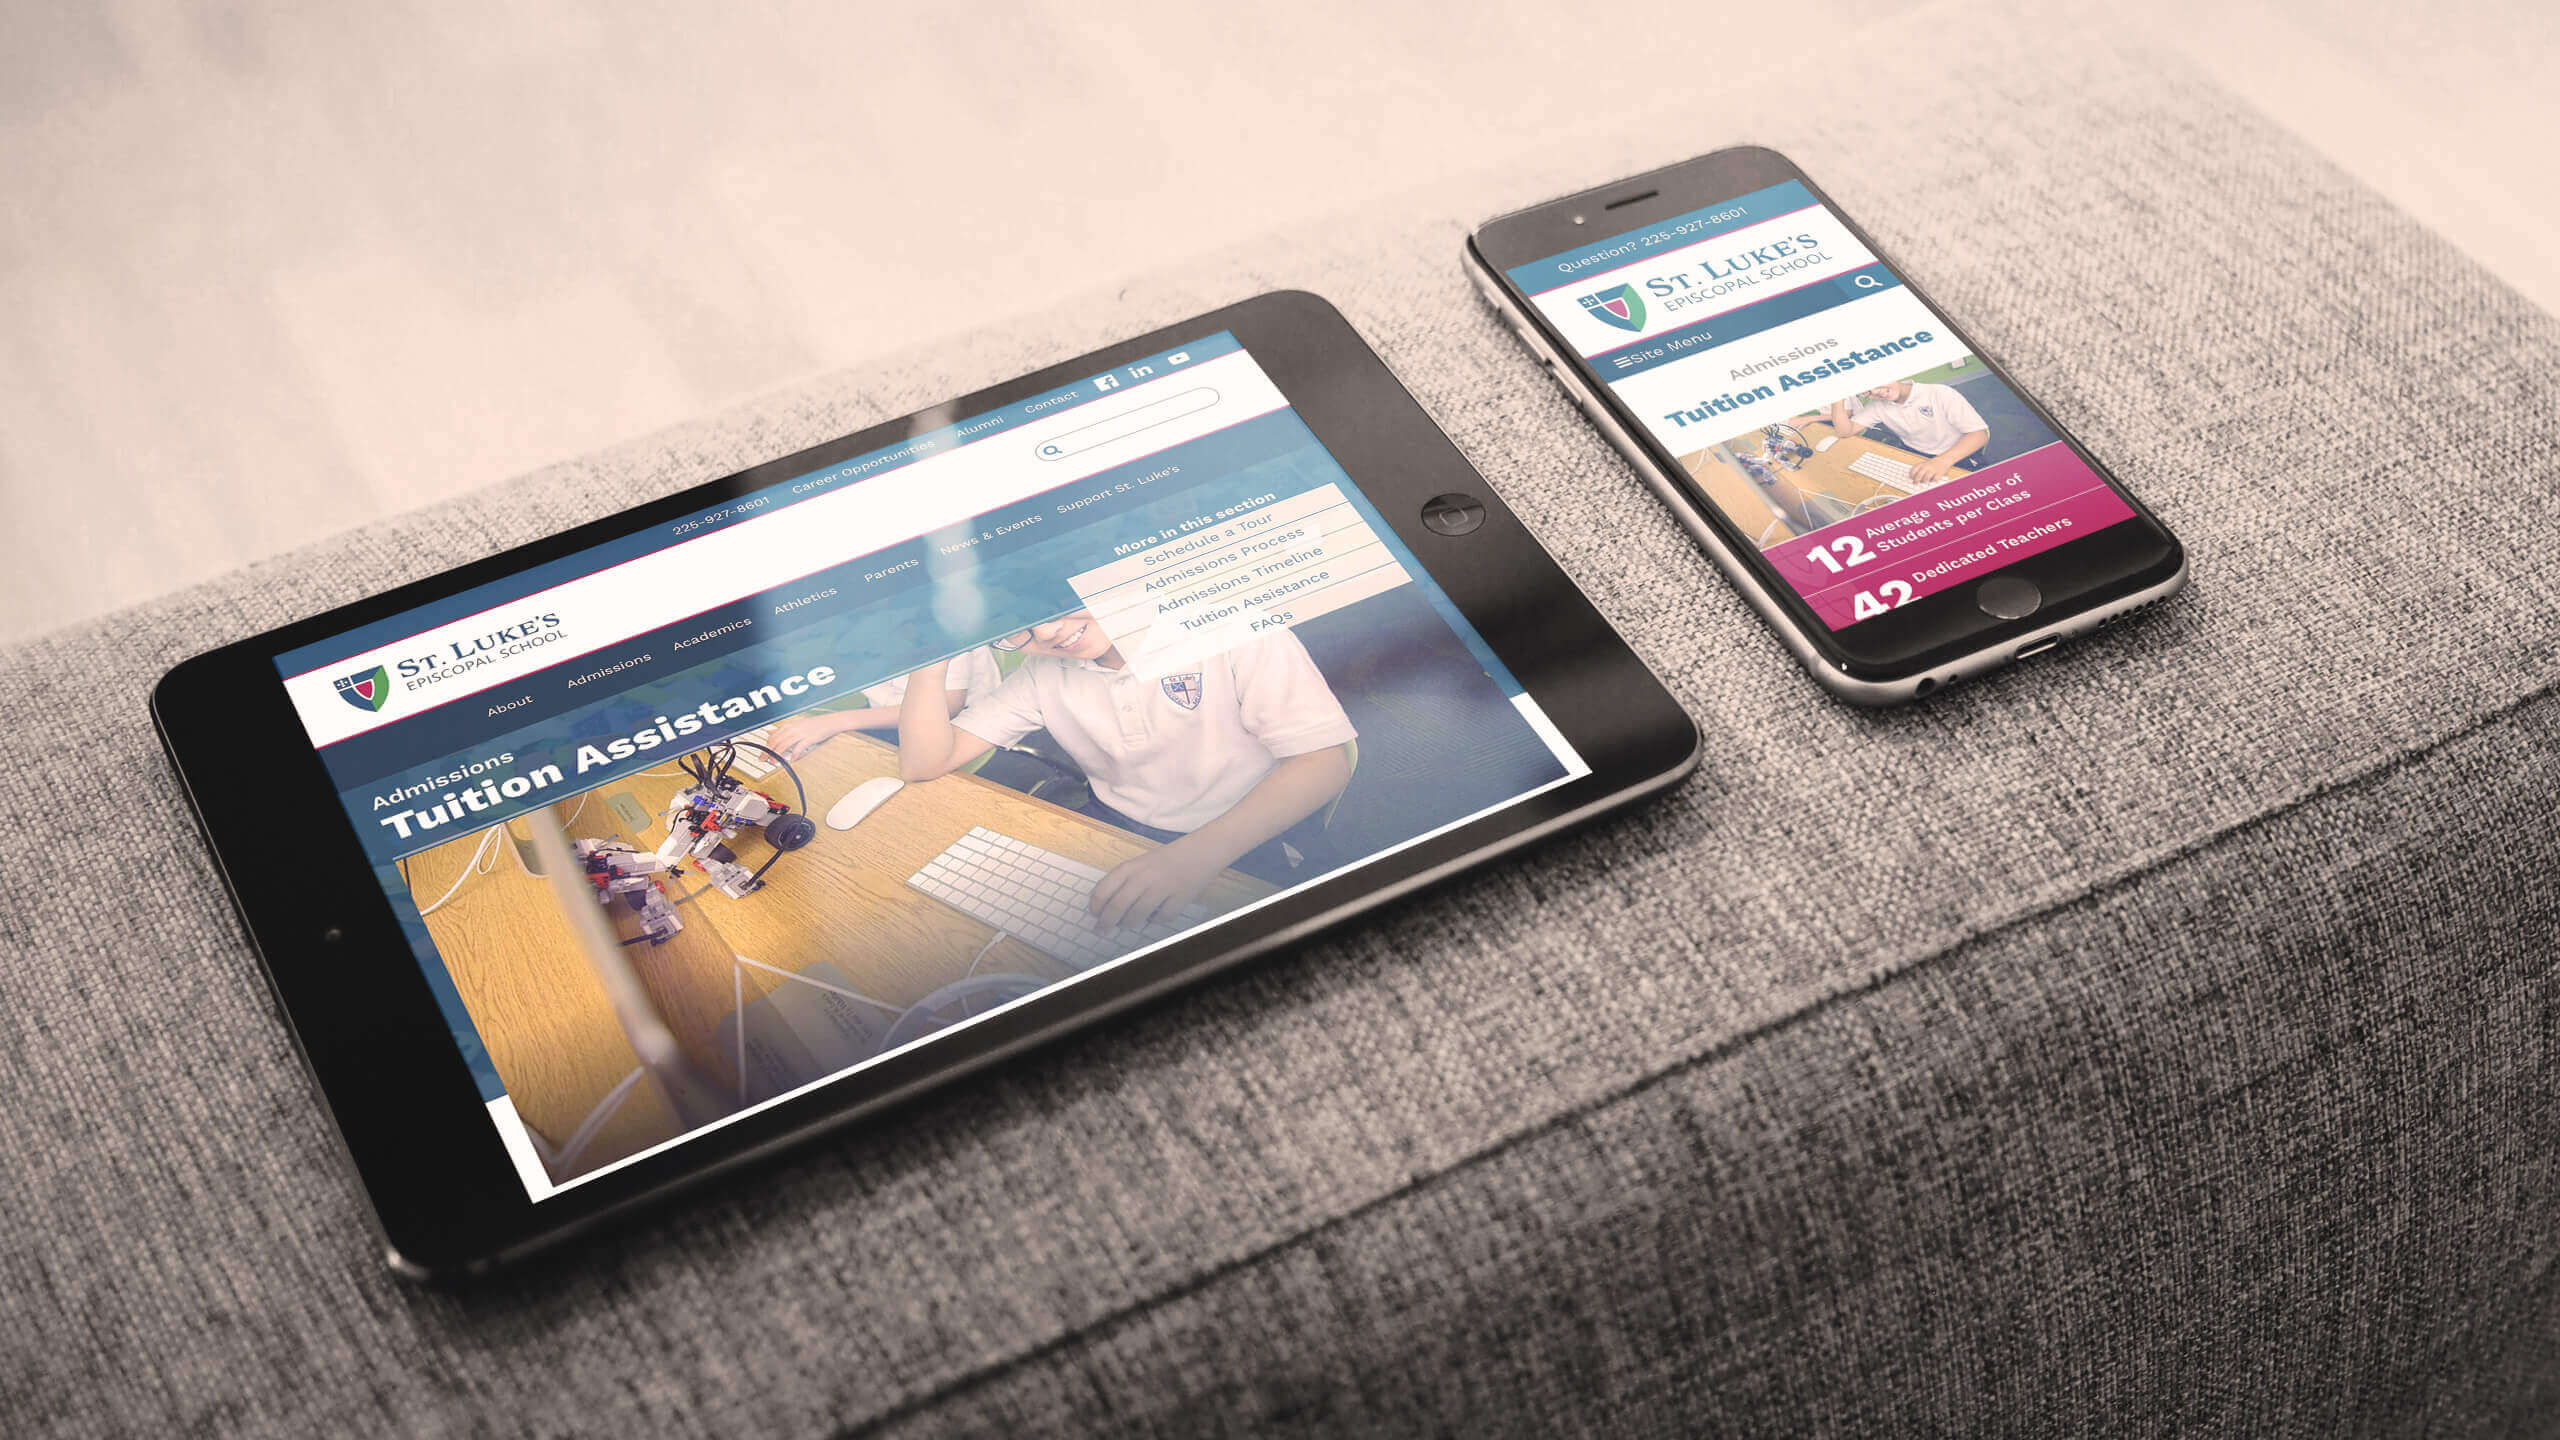 225-927-8601 Career Opportunities Alumni Contact
St. Luke's
Episcopal School
About Admissions Academics Athletics Parents News & Events Support St. Luke's
Admissions
Tuition Assistance
More in this section
Schedule a Tour
Admissions Process
Admissions Timeline
Tuition Assistance
FAQs
Question? 225-927-8601
St. Luke's
Episcopal School
Site Menu
Admissions
Tuition Assistance
12 Average Number of
Students per Class
42 Dedicated Teachers